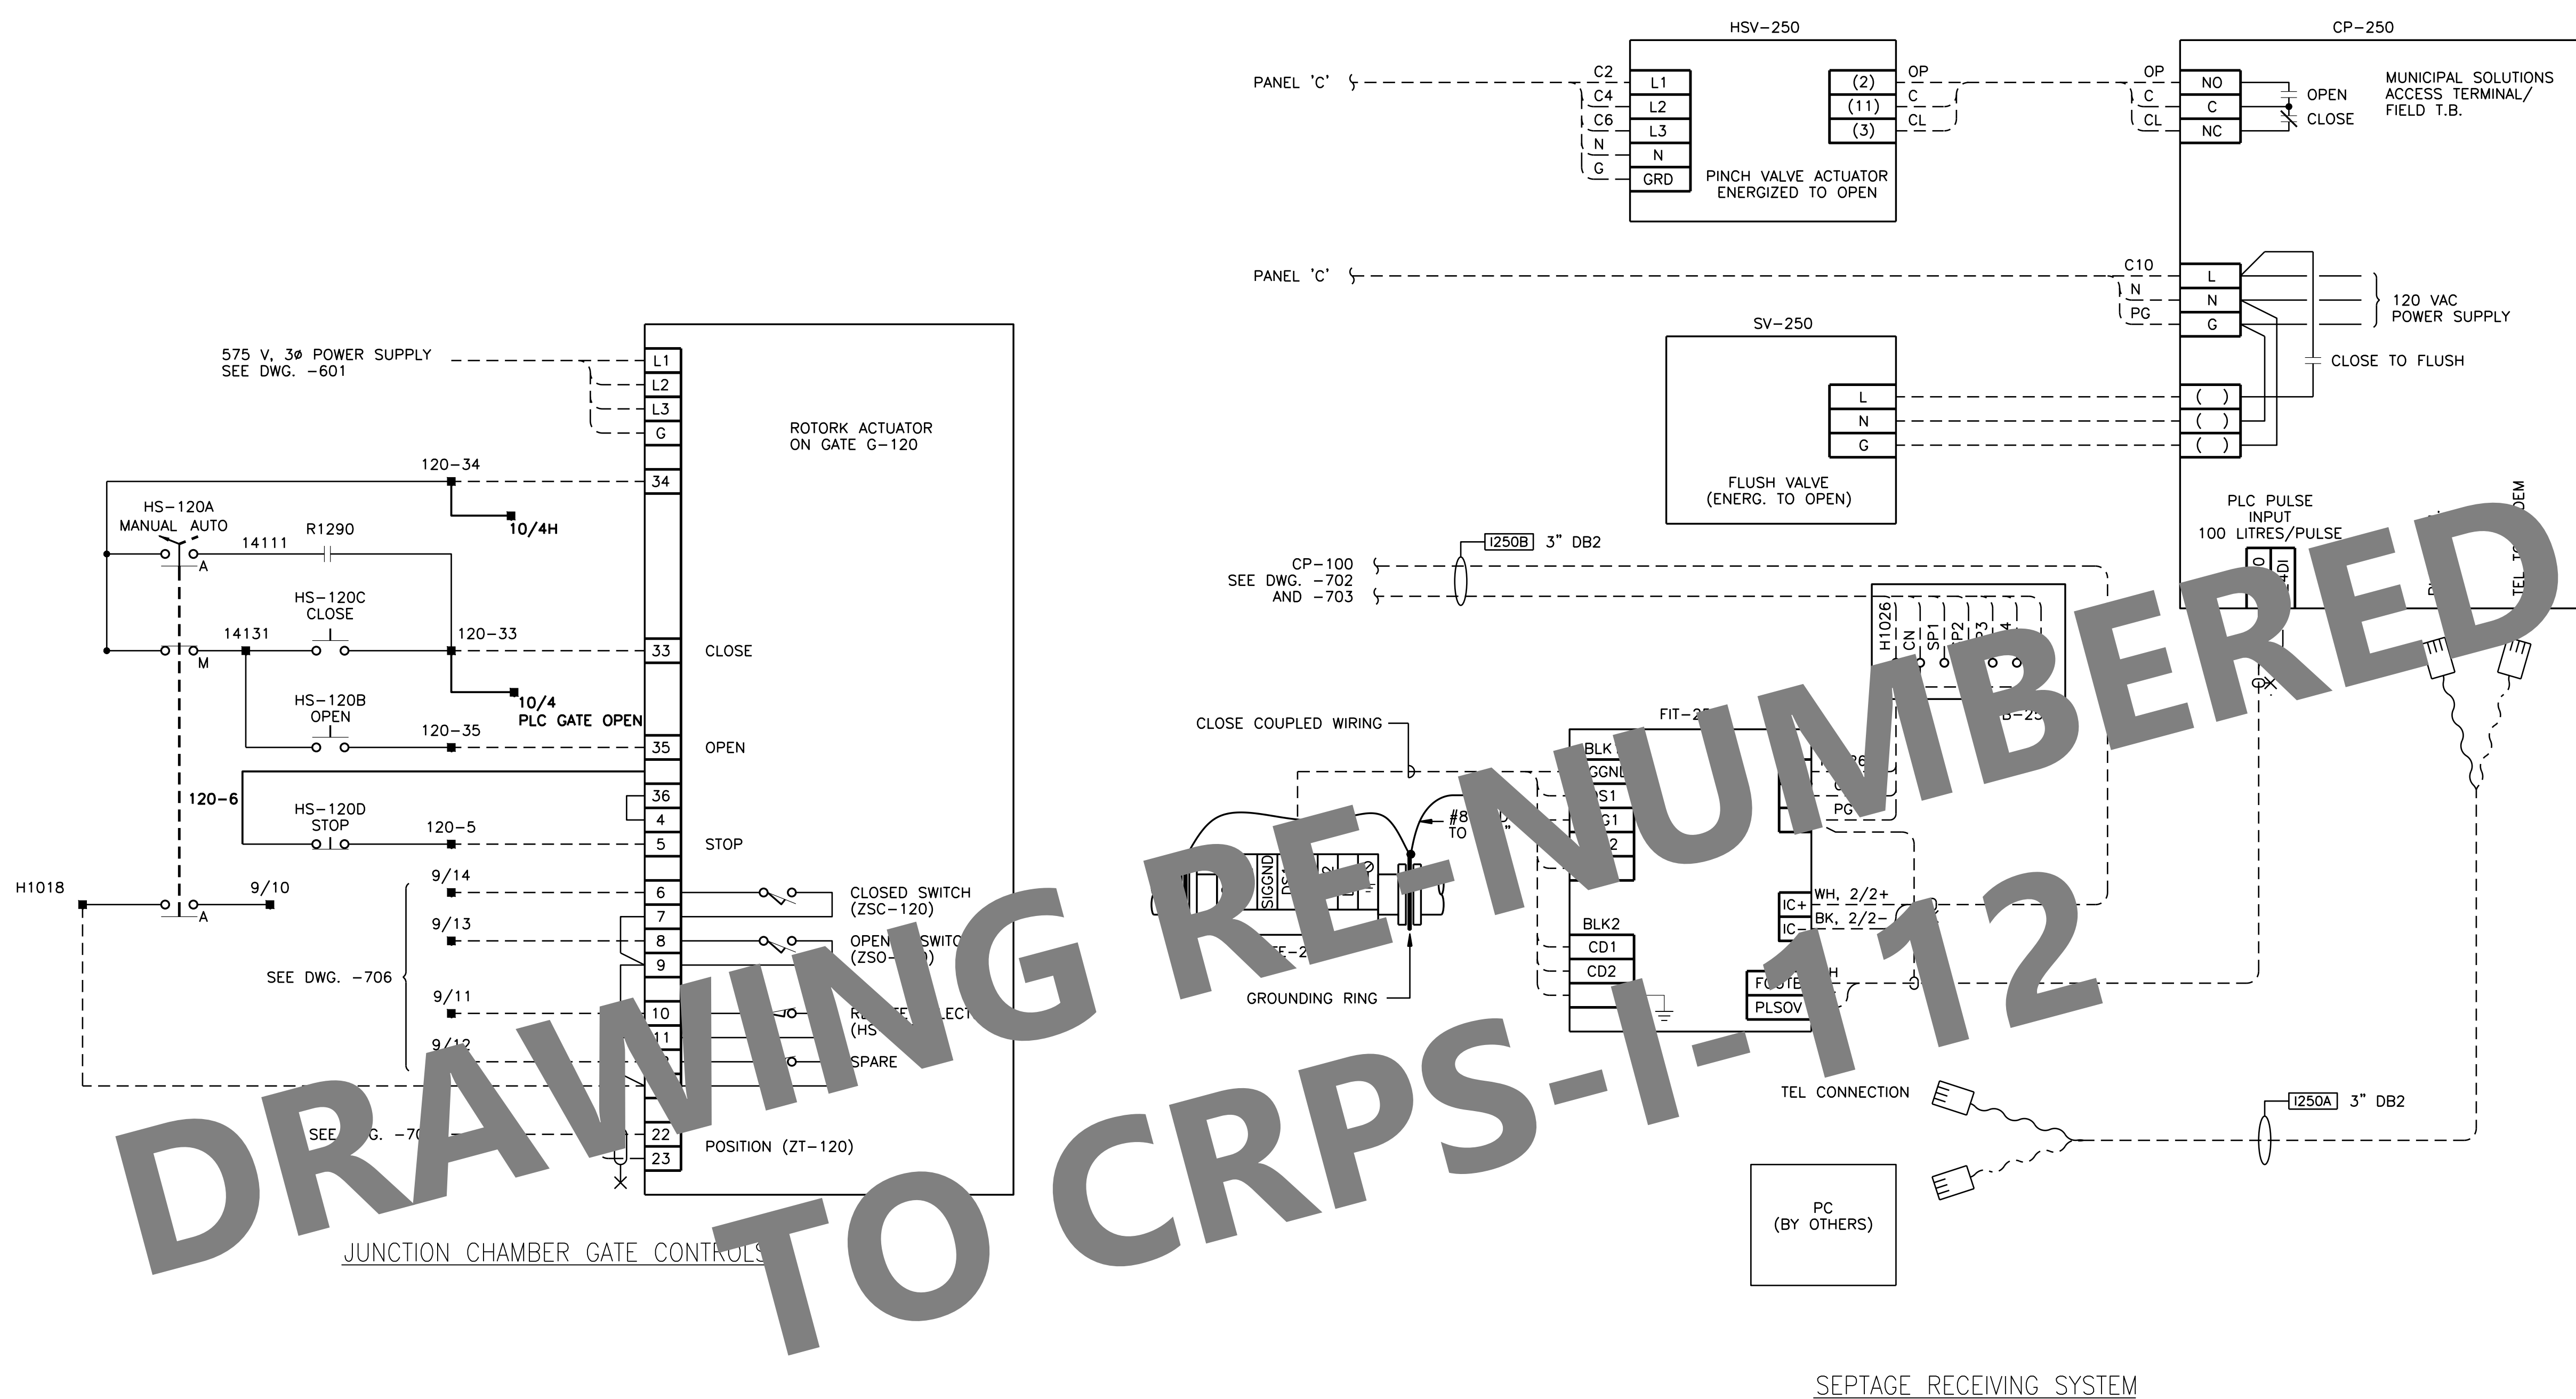 HSV-250
CP-250
PANEL 'C'
C2
C4
C6
N
G
L1
L2
L3
N
GRD
(2)
(11)
(3)
OP
C
CL
PINCH VALVE ACTUATOR
ENERGIZED TO OPEN
OP
C
CL
NO
C
NC
OPEN
CLOSE
MUNICIPAL SOLUTIONS
ACCESS TERMINAL/
FIELD T.B.
PANEL 'C'
C10
N
PG
L
N
G
120 VAC
POWER SUPPLY
CLOSE TO FLUSH
SV-250
L
N
G
( )
( )
( )
FLUSH VALVE
(ENERG. TO OPEN)
PLC PULSE
INPUT
100 LITRES/PULSE
575 V, 3ø POWER SUPPLY
SEE DWG. -601
L1
L2
L3
G
ROTORK ACTUATOR
ON GATE G-120
120-34
34
10/4H
HS-120A
MANUAL AUTO
14111
R1290
A
HS-120C
CLOSE
14131
M
120-33
33
CLOSE
10/4
PLC GATE OPEN
HS-120B
OPEN
120-35
35
OPEN
120-6
36
4
HS-120D
STOP
120-5
5
STOP
H1018
9/10
A
9/14
6
7
CLOSED SWITCH
(ZSC-120)
9/13
8
9
SEE DWG. -706
9/11
10
9/12
SPARE
22
23
POSITION (ZT-120)
JUNCTION CHAMBER GATE CONTROLS
I250B
3" DB2
CP-100
SEE DWG. -702
AND -703
H1026
CN
SP1
CLOSE COUPLED WIRING
SIGGND
GROUNDING RING
BLK2
CD1
CD2
IC+
WH, 2/2+
BK, 2/2-
PLSOV
TEL CONNECTION
I250A
3" DB2
PC
(BY OTHERS)
SEPTAGE RECEIVING SYSTEM
DRAWING RE-NUMBERED
TO CRPS-I-112